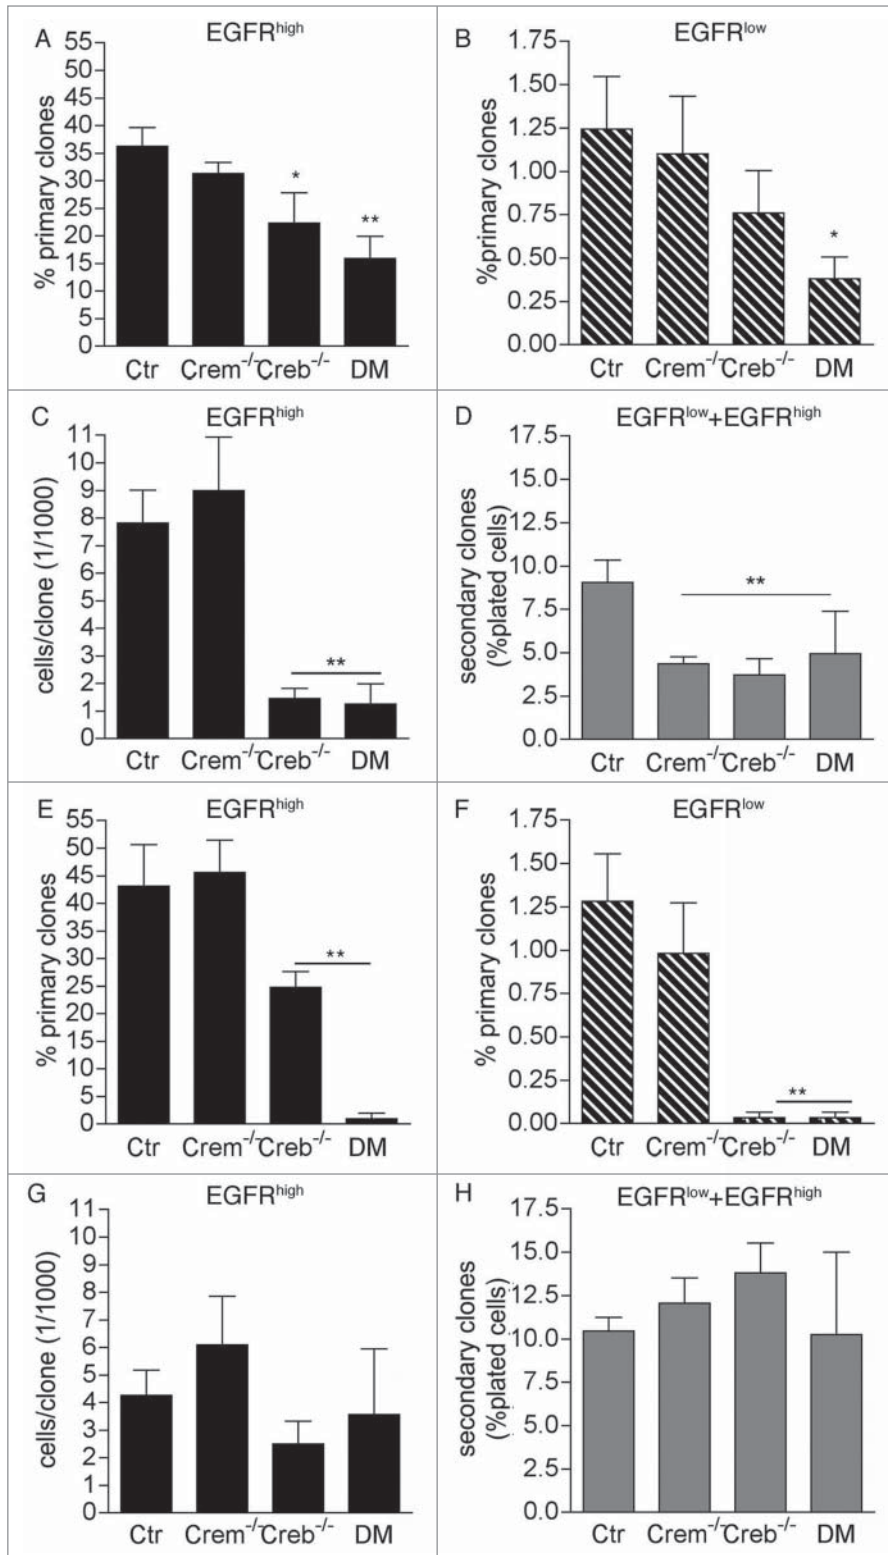 A
EGFRhigh
% primary clones
55
50
45
40
35
30
25
20
15
10
5
0
*
**
Ctr Crem-/- Creb-/- DM
B
EGFRlow
%primary clones
1.75
1.50
1.25
1.00
0.75
0.50
0.25
0.00
*
Ctr Crem-/- Creb-/- DM
C
EGFRhigh
cells/clone (1/1000)
11
10
9
8
7
6
5
4
3
2
1
0
**
Ctr Crem-/- Creb-/- DM
D
EGFRlow+EGFRhigh
secondary clones
(%plated cells)
17.5
15.0
12.5
10.0
7.5
5.0
2.5
0.0
**
Ctr Crem-/- Creb-/- DM
E
EGFRhigh
% primary clones
55
50
45
40
35
30
25
20
15
10
5
0
**
Ctr Crem-/- Creb-/- DM
F
EGFRlow
% primary clones
1.75
1.50
1.25
1.00
0.75
0.50
0.25
0.00
**
Ctr Crem-/- Creb-/- DM
G
EGFRhigh
cells/clone (1/1000)
11
10
9
8
7
6
5
4
3
2
1
0
Ctr Crem-/- Creb-/- DM
H
EGFRlow+EGFRhigh
secondary clones
(%plated cells)
17.5
15.0
12.5
10.0
7.5
5.0
2.5
0.0
Ctr Crem-/- Creb-/- DM